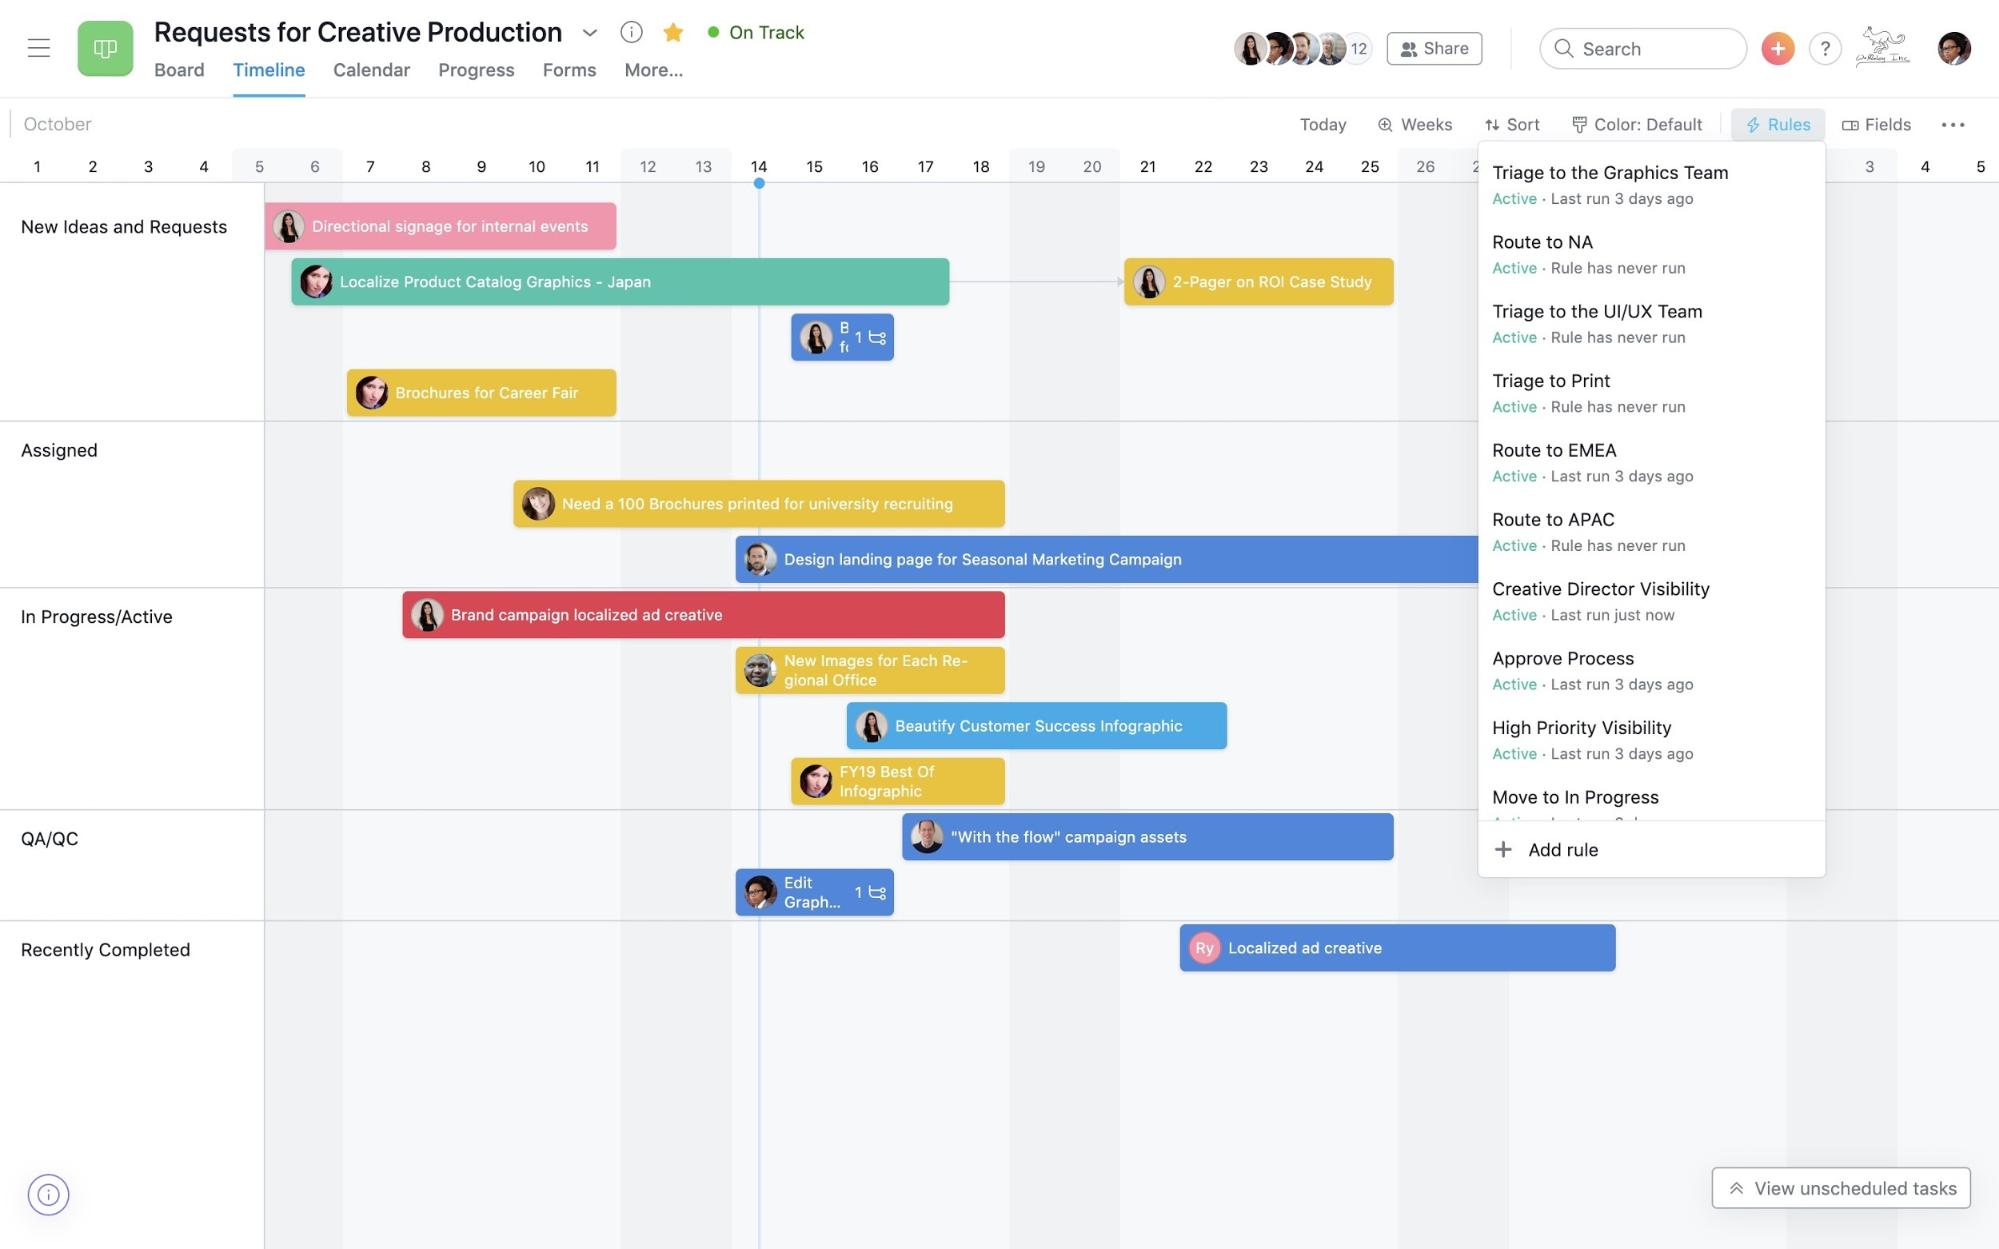 Requests for Creative Production
On Track
Board Timeline Calendar Progress Forms More...
12
Share
Search
?
October
Today Weeks Sort Color: Default Rules Fields
1 2 3 4 5 6 7 8 9 10 11 12 13 14 15 16 17 18 19 20 21 22 23 24 25 26 3 4 5
New Ideas and Requests
Directional signage for internal events
Localize Product Catalog Graphics - Japan
2-Pager on ROI Case Study
1
Brochures for Career Fair
Assigned
Need a 100 Brochures printed for university recruiting
Design landing page for Seasonal Marketing Campaign
In Progress/Active
Brand campaign localized ad creative
New Images for Each Re-
gional Office
Beautify Customer Success Infographic
FY19 Best Of
Infographic
QA/QC
"With the flow" campaign assets
Edit
Graph...
1
Recently Completed
Ry
Localized ad creative
Triage to the Graphics Team
Active · Last run 3 days ago
Route to NA
Active · Rule has never run
Triage to the UI/UX Team
Active · Rule has never run
Triage to Print
Active · Rule has never run
Route to EMEA
Active · Last run 3 days ago
Route to APAC
Active · Rule has never run
Creative Director Visibility
Active · Last run just now
Approve Process
Active · Last run 3 days ago
High Priority Visibility
Active · Last run 3 days ago
Move to In Progress
Add rule
View unscheduled tasks